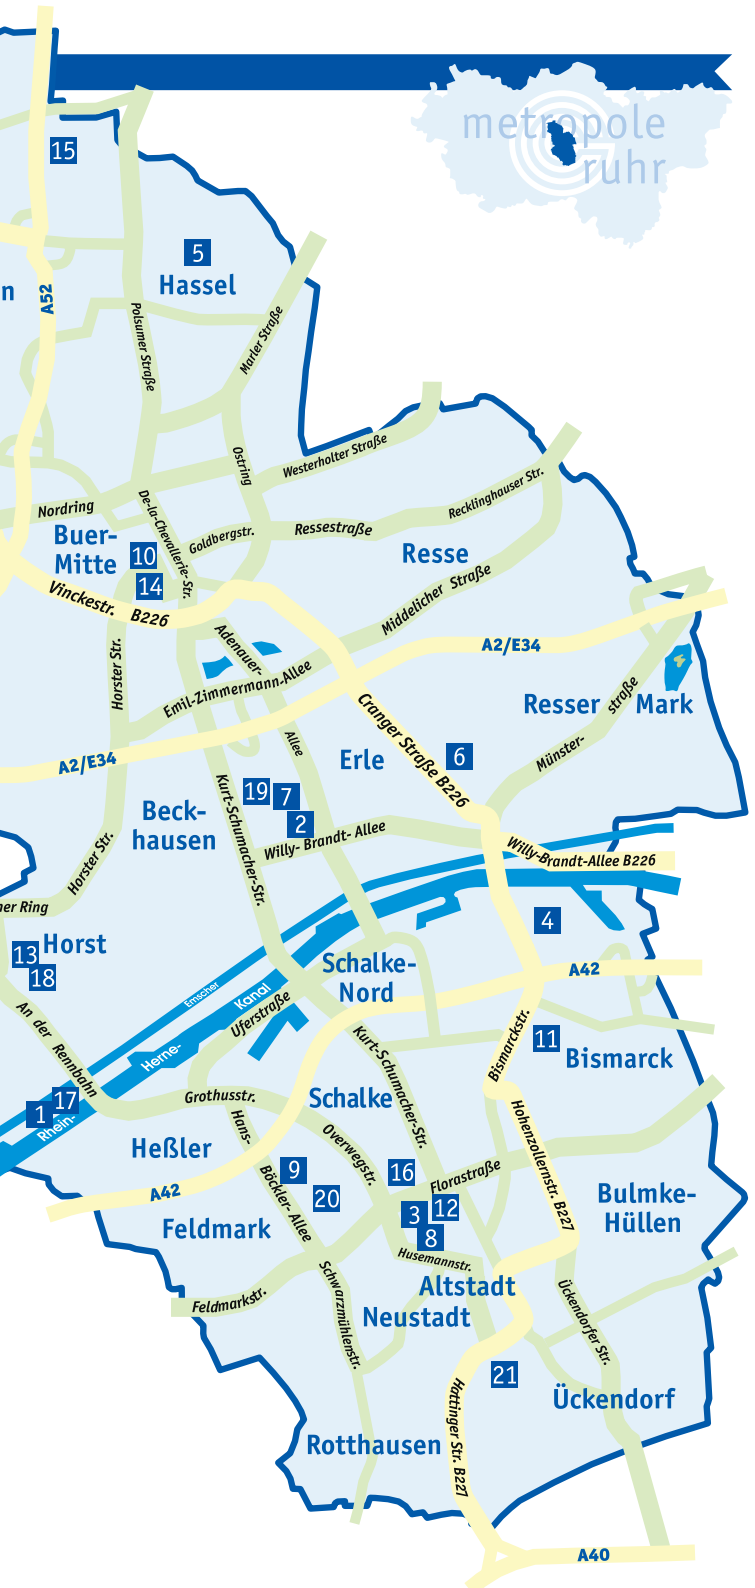 metropole
ruhr
15
5
Hassel
n
A52
Polsumer Straße
Marler Straße
Ostring
Westerholter Straße
Recklinghauser Str.
Nordring
De-la-Chevallerie-Str.
Goldbergstr.
Ressestraße
Buer-
Mitte
10
14
Resse
Vinckestr. B226
Middelicher Straße
Adenauer-
Allee
Horster Str.
Emil-Zimmermann-Allee
A2/E34
Resser Mark
Münster-
straße
Cranger Straße B226
Erle
6
A2/E34
19
7
2
Beck-
hausen
Kurt-Schumacher-Str.
Willy- Brandt- Allee
Willy-Brandt-Allee B226
Horster Str.
ner Ring
4
13
Horst
18
Schalke-
Nord
A42
Emscher
Kanal
Uferstraße
Herne-
Rhein-
An der Rennbahn
Kurt-Schumacher-Str.
Bismarckstr.
11
Bismarck
1
17
Grothusstr.
Schalke
Hans-
Böckler- Allee
Overwegstr.
Hohenzollernstr. B227
Heßler
9
16
Florastraße
A42
20
3
12
8
Bulmke-
Hüllen
Feldmark
Husemannstr.
Altstadt
Neustadt
Feldmarkstr.
Schwarzmühlenstr.
Ückendorfer Str.
21
Ückendorf
Hattinger Str. B227
Rotthausen
A40